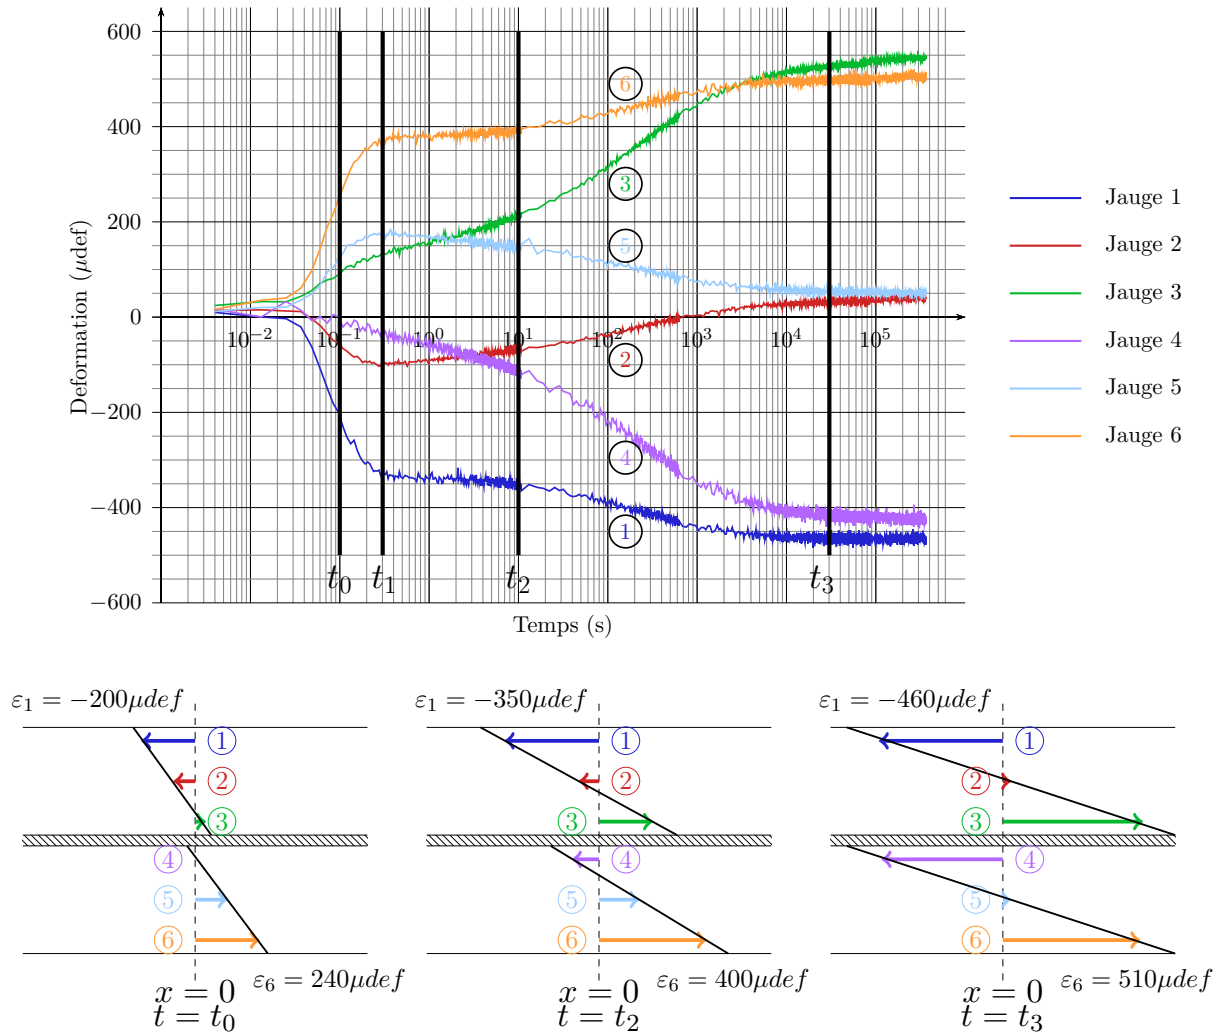 600
400
200
0
−200
−400
−600
Deformation (μdef)
10⁻²
10⁻¹
10⁰
10¹
10²
10³
10⁴
10⁵
6
3
5
2
4
1
t₀
t₁
t₂
t₃
Temps (s)
Jauge 1
Jauge 2
Jauge 3
Jauge 4
Jauge 5
Jauge 6
ε₁ = −200μdef
1
2
3
4
5
6
ε₆ = 240μdef
x = 0
t = t₀
ε₁ = −350μdef
1
2
3
4
5
6
ε₆ = 400μdef
x = 0
t = t₂
ε₁ = −460μdef
1
2
3
4
5
6
ε₆ = 510μdef
x = 0
t = t₃